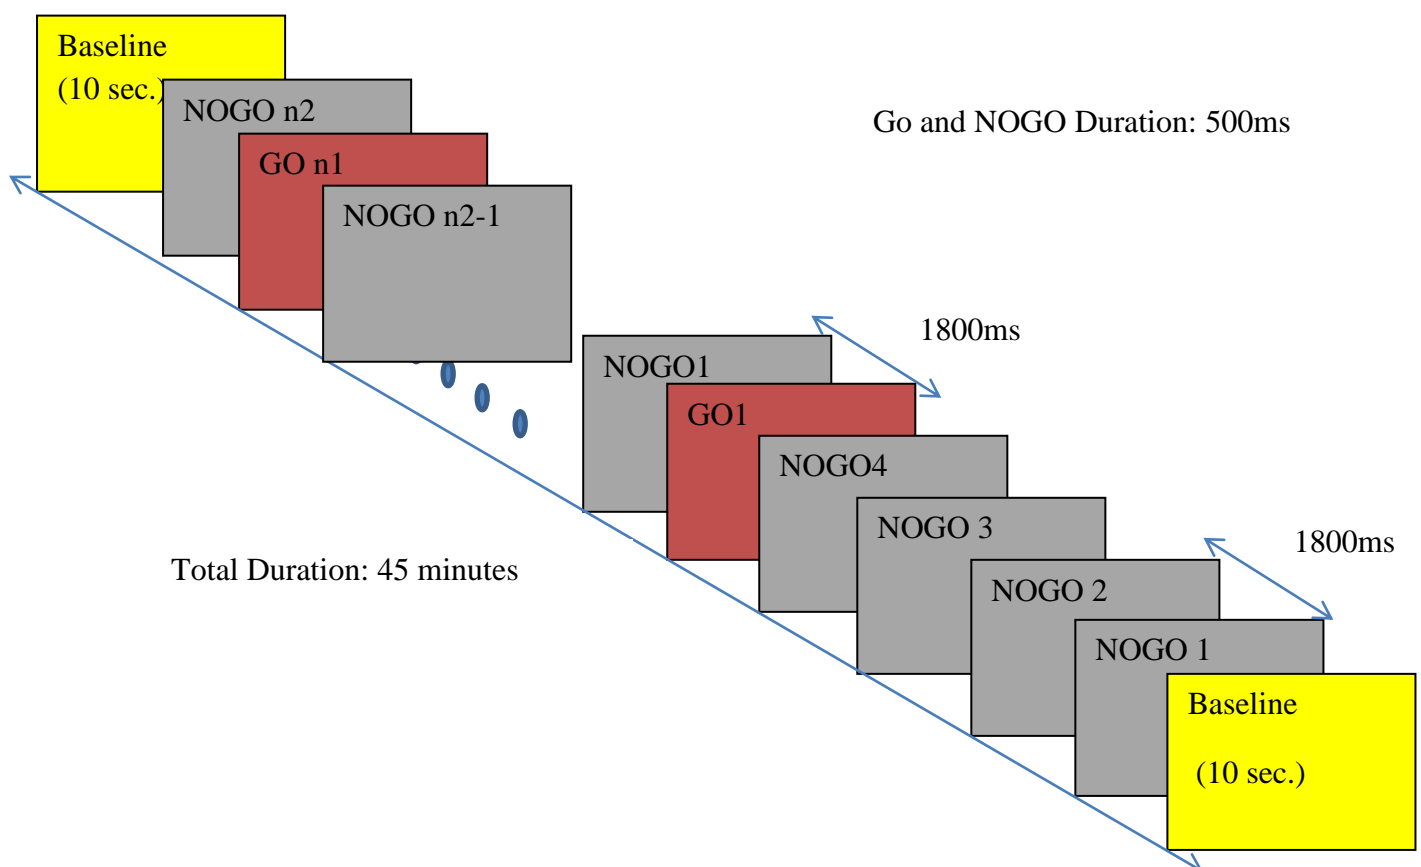 Baseline
(10 sec.)
NOGO n2
Go and NOGO Duration: 500ms
GO n1
NOGO n2-1
1800ms
NOGO1
GO1
NOGO4
NOGO 3
1800ms
Total Duration: 45 minutes
NOGO 2
NOGO 1
Baseline
(10 sec.)